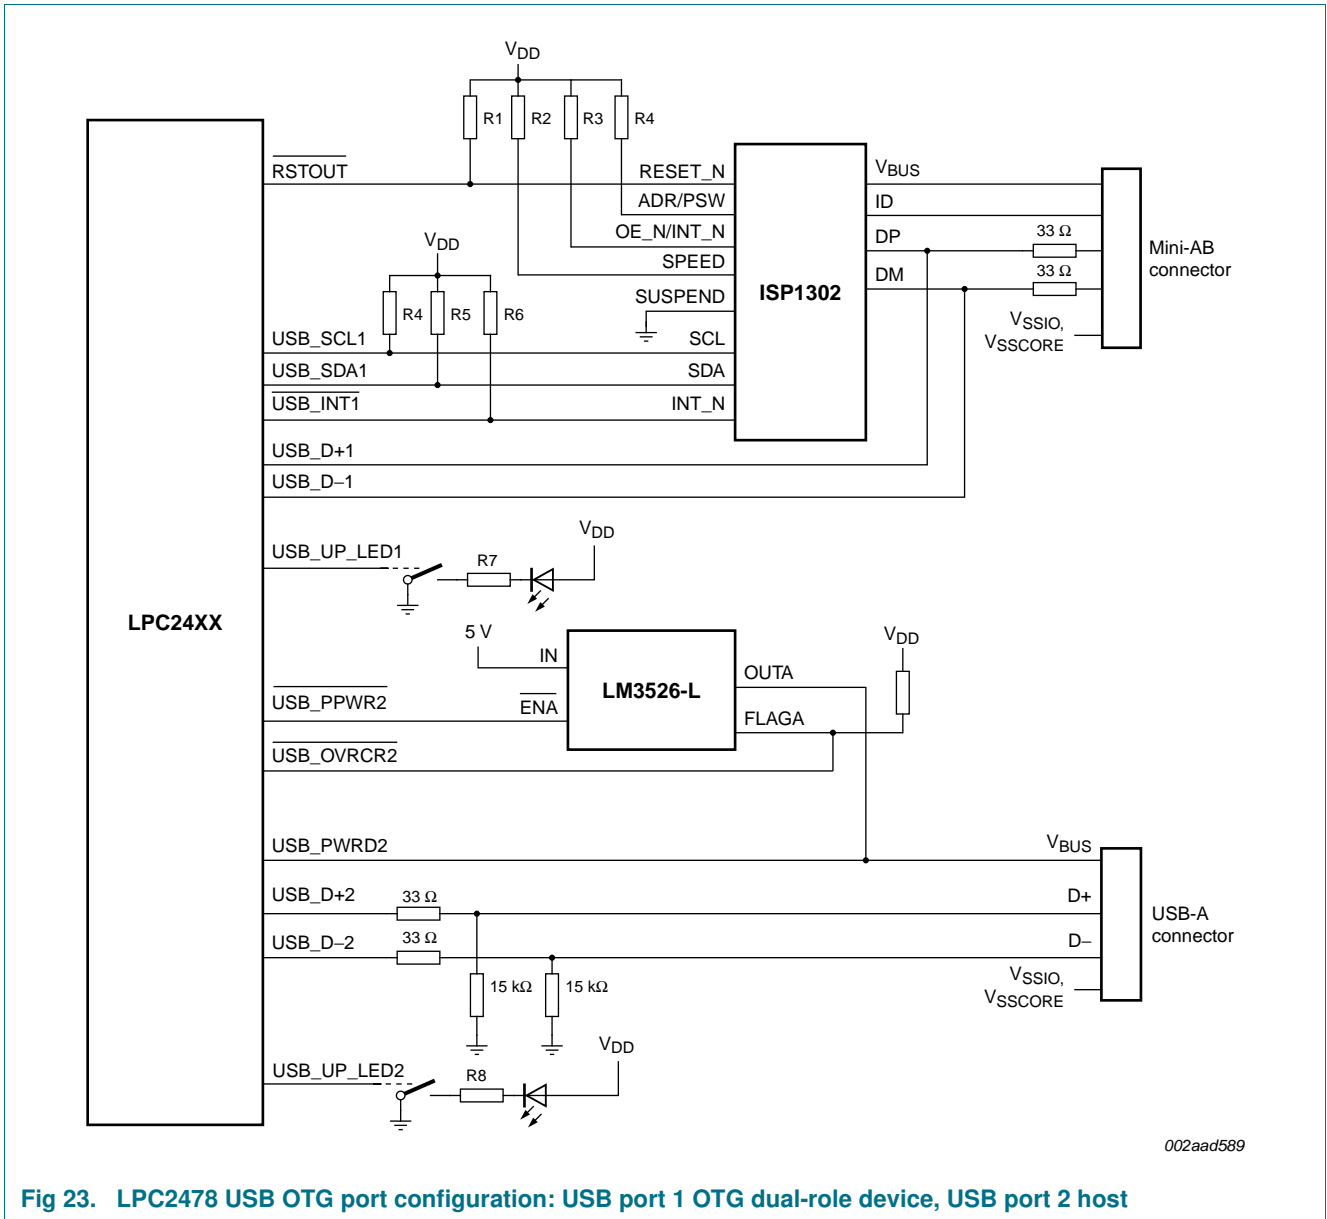 VDD
R1 R2 R3 R4
RSTOUT
RESET_N
ADR/PSW
OE_N/INT_N
SPEED
SUSPEND
SCL
SDA
INT_N
ISP1302
VBUS
ID
DP
DM
33 Ω
33 Ω
VSSIO,
VSSCORE
Mini-AB
connector
VDD
R4 R5 R6
USB_SCL1
USB_SDA1
USB_INT1
USB_D+1
USB_D−1
USB_UP_LED1
R7
VDD
LPC24XX
5 V
IN
ENA
LM3526-L
OUTA
FLAGA
VDD
USB_PPWR2
USB_OVRCR2
USB_PWRD2
USB_D+2
33 Ω
USB_D−2
33 Ω
15 kΩ
15 kΩ
VBUS
D+
D−
VSSIO,
VSSCORE
USB-A
connector
USB_UP_LED2
R8
VDD
002aad589
Fig 23. LPC2478 USB OTG port configuration: USB port 1 OTG dual-role device, USB port 2 host